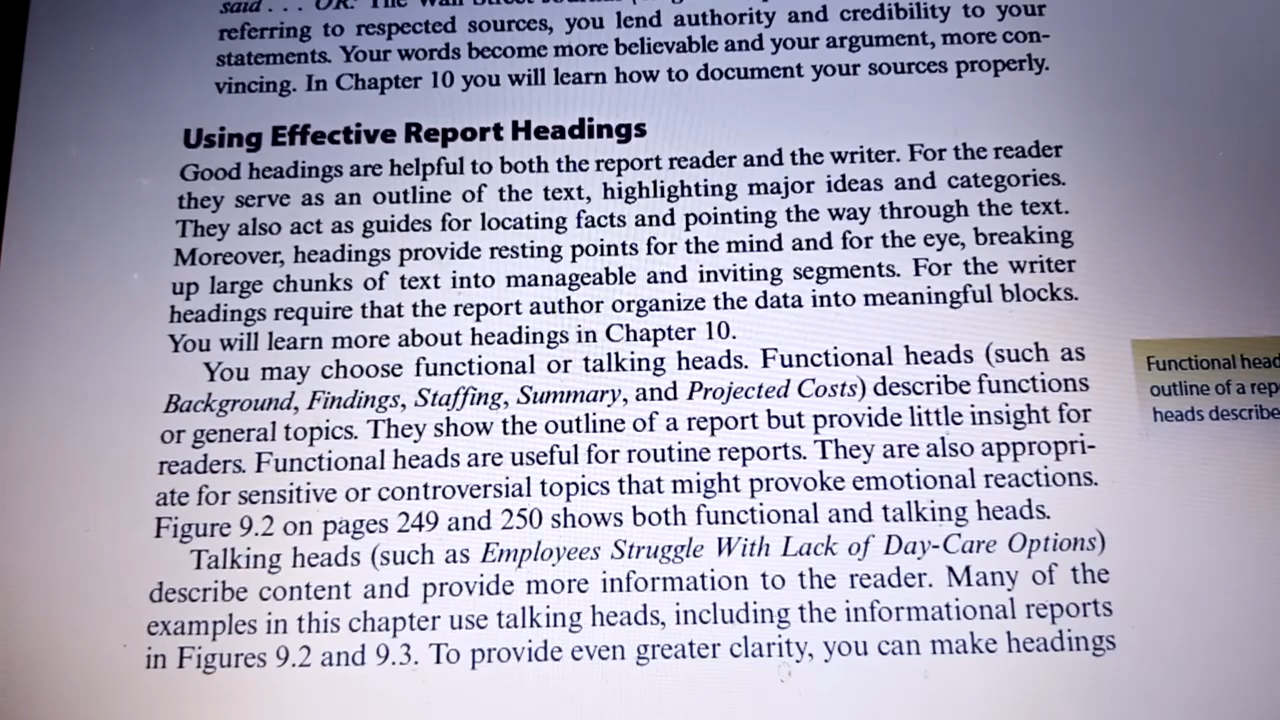 said . . . OR: The Wall Street Journal
referring to respected sources, you lend authority and credibility to your
statements. Your words become more believable and your argument, more con-
vincing. In Chapter 10 you will learn how to document your sources properly.
Using Effective Report Headings
Good headings are helpful to both the report reader and the writer. For the reader
they serve as an outline of the text, highlighting major ideas and categories.
They also act as guides for locating facts and pointing the way through the text.
Moreover, headings provide resting points for the mind and for the eye, breaking
up large chunks of text into manageable and inviting segments. For the writer
headings require that the report author organize the data into meaningful blocks.
You will learn more about headings in Chapter 10.
You may choose functional or talking heads. Functional heads (such as
Background, Findings, Staffing, Summary, and Projected Costs) describe functions
or general topics. They show the outline of a report but provide little insight for
readers. Functional heads are useful for routine reports. They are also appropri-
ate for sensitive or controversial topics that might provoke emotional reactions.
Figure 9.2 on pages 249 and 250 shows both functional and talking heads.
Talking heads (such as Employees Struggle With Lack of Day-Care Options)
describe content and provide more information to the reader. Many of the
examples in this chapter use talking heads, including the informational reports
in Figures 9.2 and 9.3. To provide even greater clarity, you can make headings
Functional head
outline of a rep
heads describe